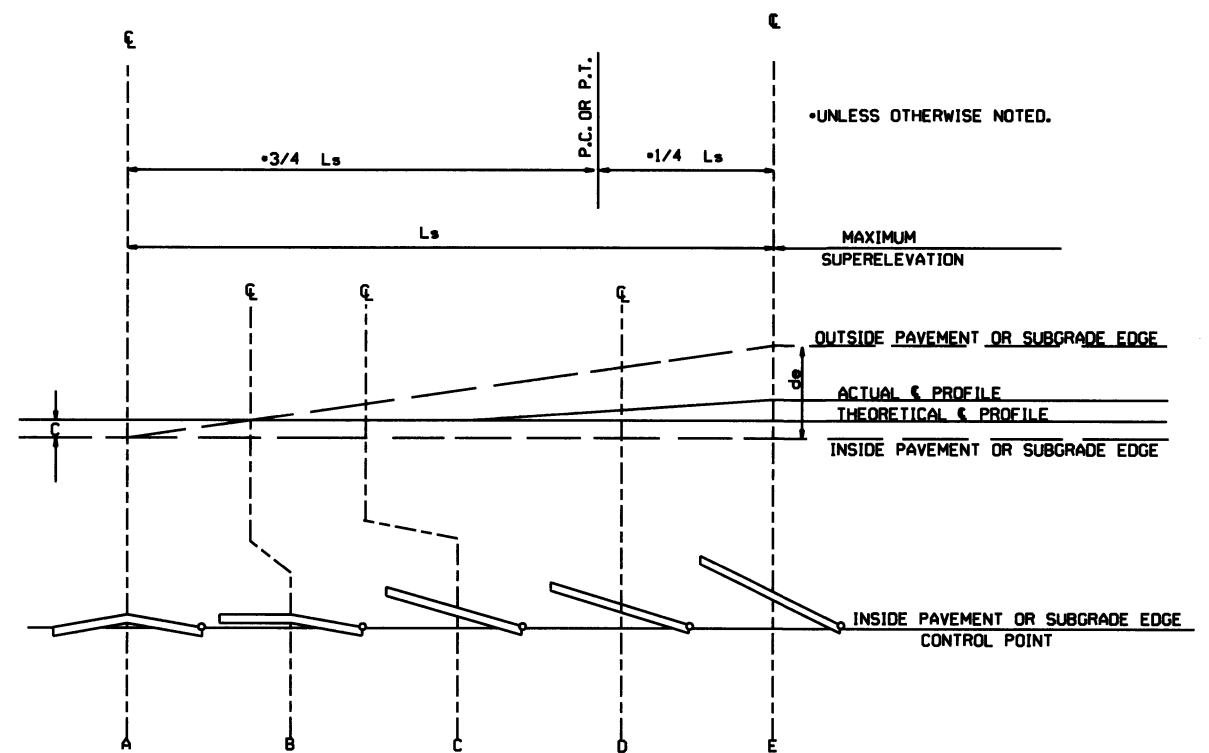 ℄
℄
P.C. OR P.T.
*UNLESS OTHERWISE NOTED.
*3/4 Ls
*1/4 Ls
Ls
MAXIMUM
SUPERELEVATION
℄
℄
℄
OUTSIDE PAVEMENT OR SUBGRADE EDGE
de
ACTUAL ℄ PROFILE
THEORETICAL ℄ PROFILE
C
INSIDE PAVEMENT OR SUBGRADE EDGE
INSIDE PAVEMENT OR SUBGRADE EDGE
CONTROL POINT
A
B
C
D
E